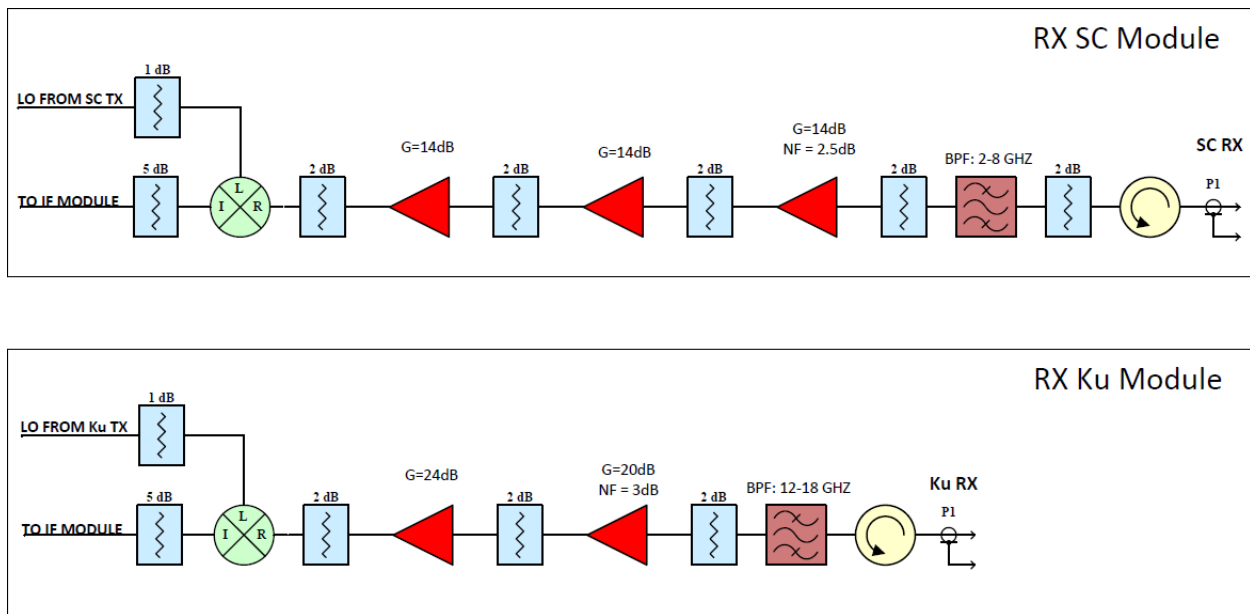 RX SC Module
1 dB
LO FROM SC TX
G=14dB
G=14dB
G=14dB
NF = 2.5dB
BPF: 2-8 GHZ
SC RX
5 dB
2 dB
2 dB
2 dB
2 dB
2 dB
P1
TO IF MODULE
L
I
R
RX Ku Module
1 dB
LO FROM Ku TX
G=24dB
G=20dB
NF = 3dB
BPF: 12-18 GHZ
Ku RX
5 dB
2 dB
2 dB
2 dB
P1
TO IF MODULE
L
I
R